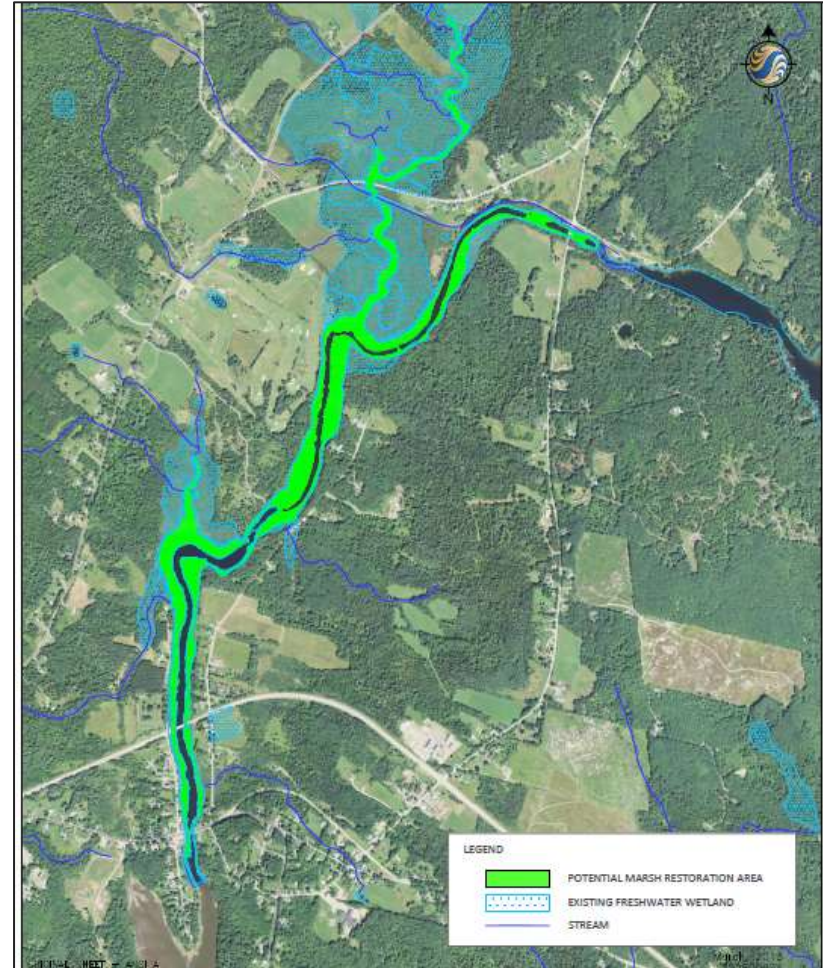 N
LEGEND
POTENTIAL MARSH RESTORATION AREA
EXISTING FRESHWATER WETLAND
STREAM